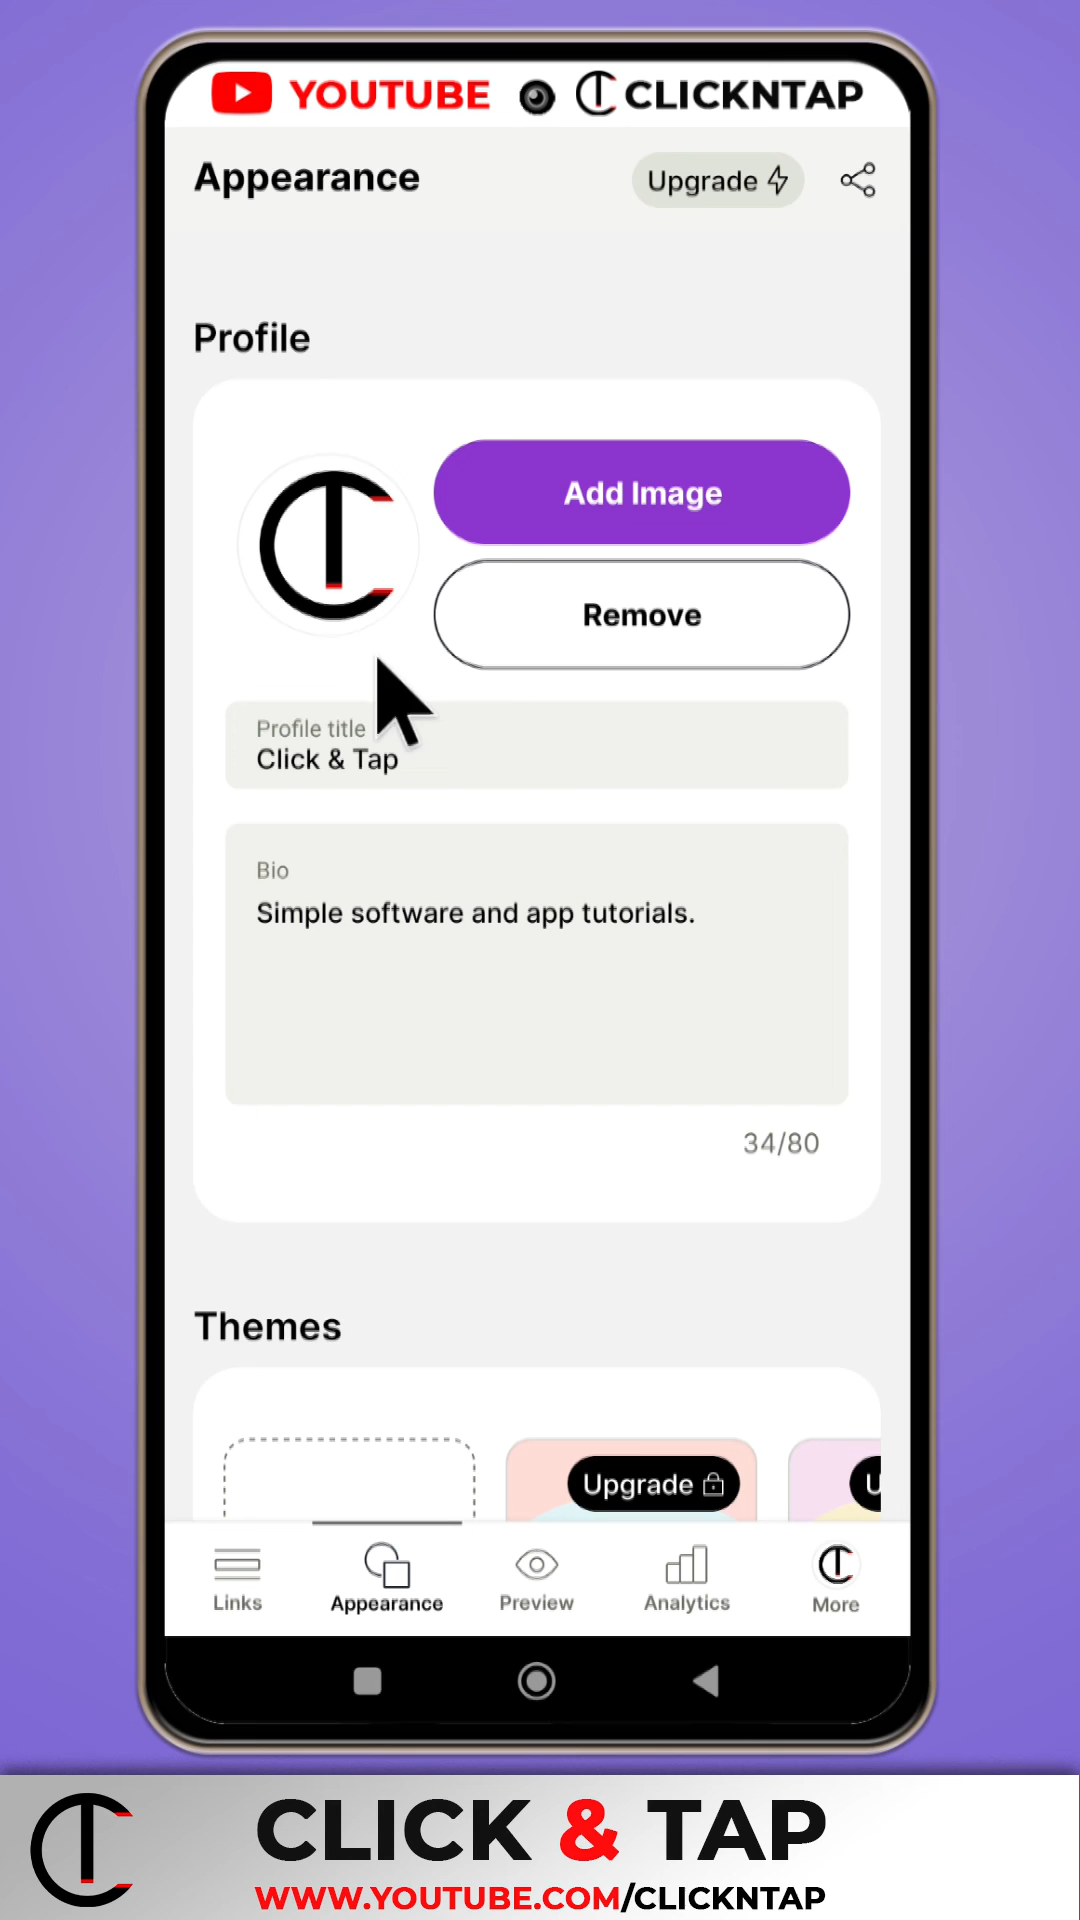 YOUTUBE CLICKNTAP
Appearance
Upgrade
Profile
Add Image
Remove
Profile title
Click & Tap
Bio
Simple software and app tutorials.
34/80
Themes
Upgrade
U
Links
Appearance
Preview
Analytics
More
CLICK & TAP
WWW.YOUTUBE.COM/CLICKNTAP